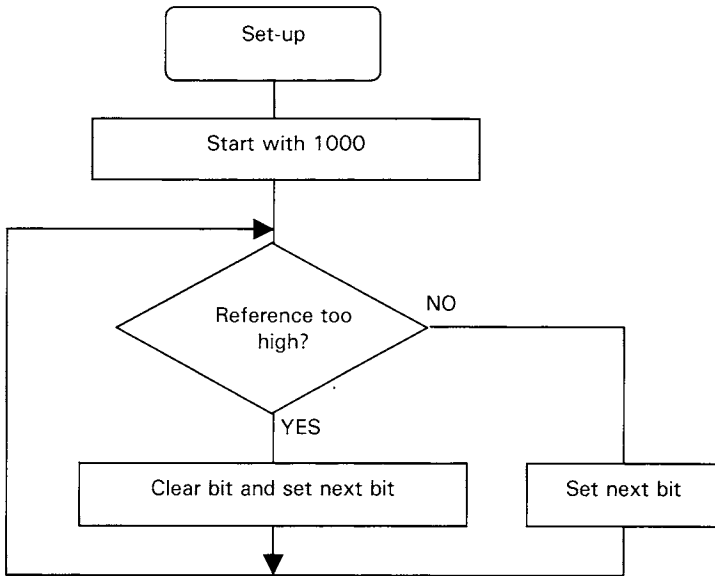 Set-up
Start with 1000
Reference too
high?
NO
YES
Clear bit and set next bit
Set next bit